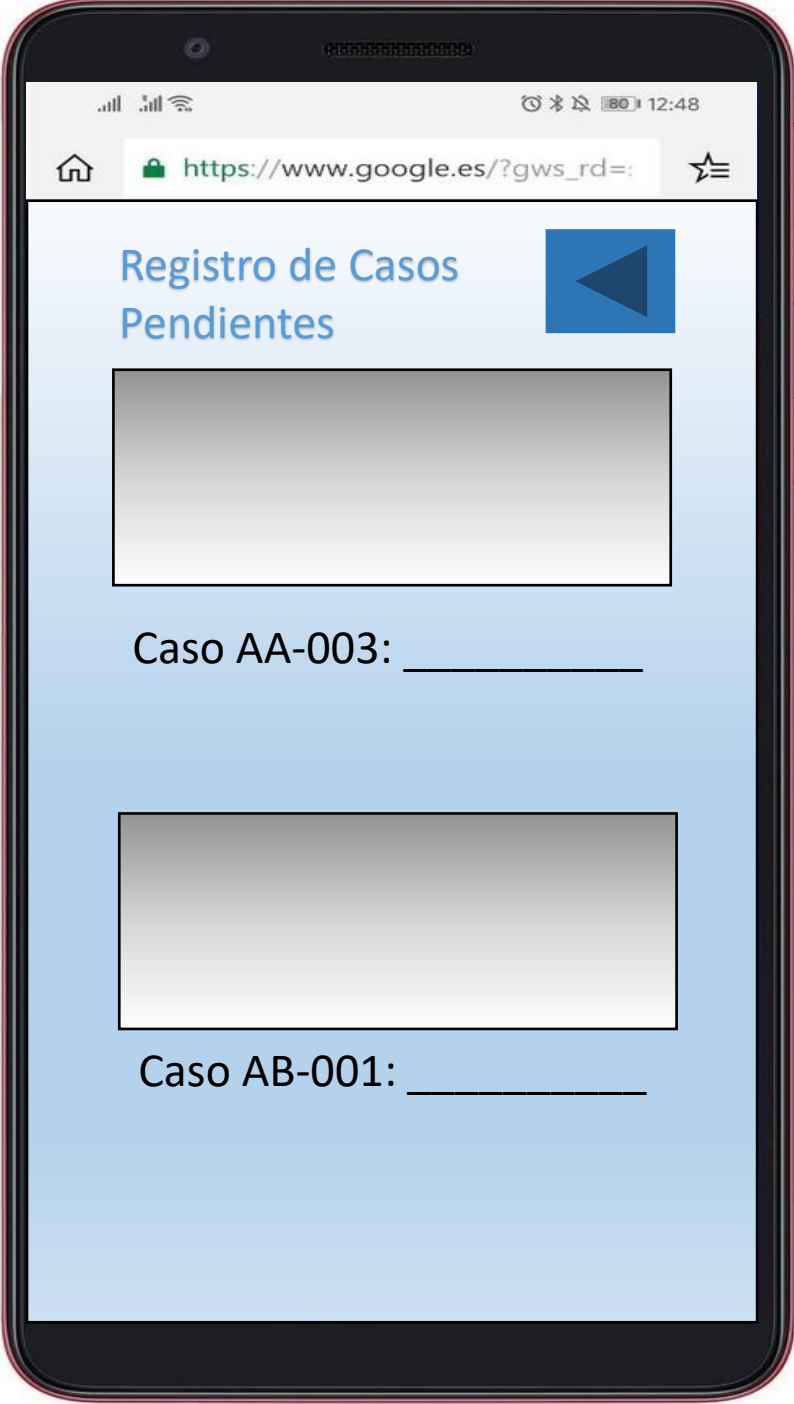 80 12:48
https://www.google.es/?gws_rd=:
Registro de Casos
Pendientes
Caso AA-003: __________
Caso AB-001: __________